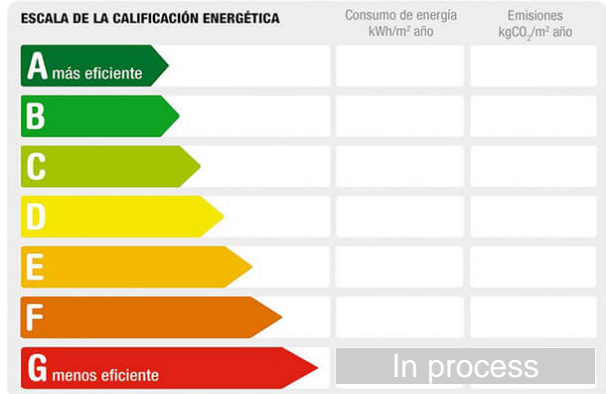 ESCALA DE LA CALIFICACIÓN ENERGÉTICA
Consumo de energía
kWh/m² año
Emisiones
kgCO₂/m² año
A más eficiente
B
C
D
E
F
G menos eficiente
In process